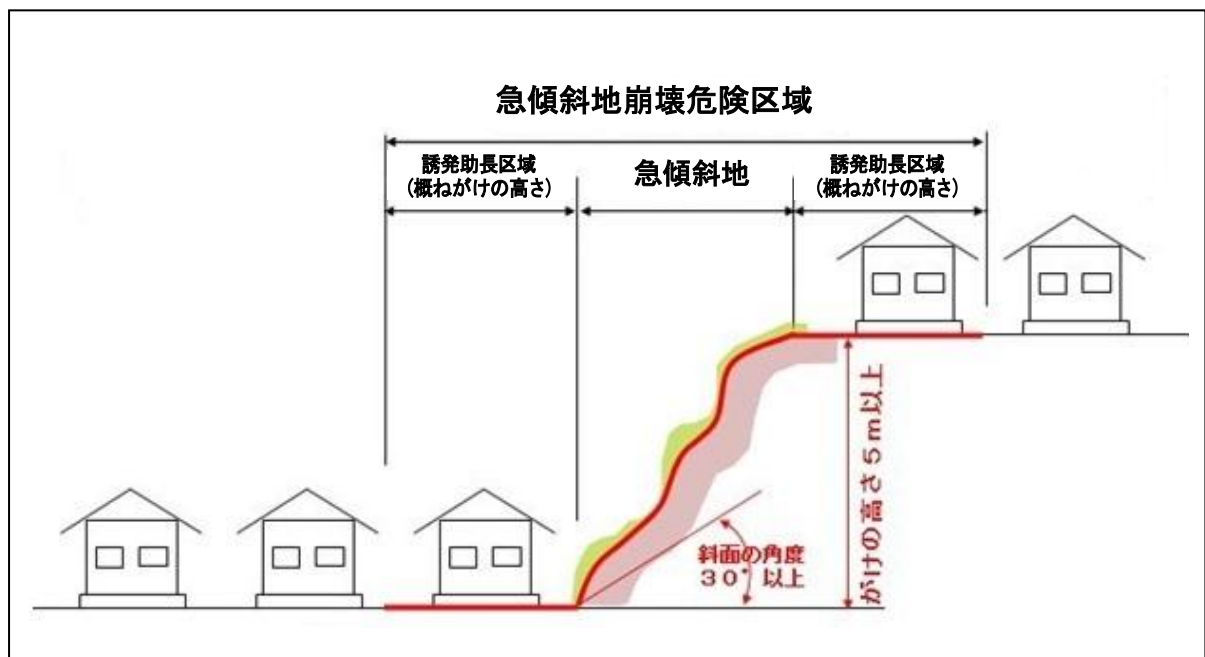 急傾斜地崩壊危険区域
誘発助長区域
(概ねがけの高さ)
急傾斜地
誘発助長区域
(概ねがけの高さ)
がけの高さ5m以上
斜面の角度
30°以上